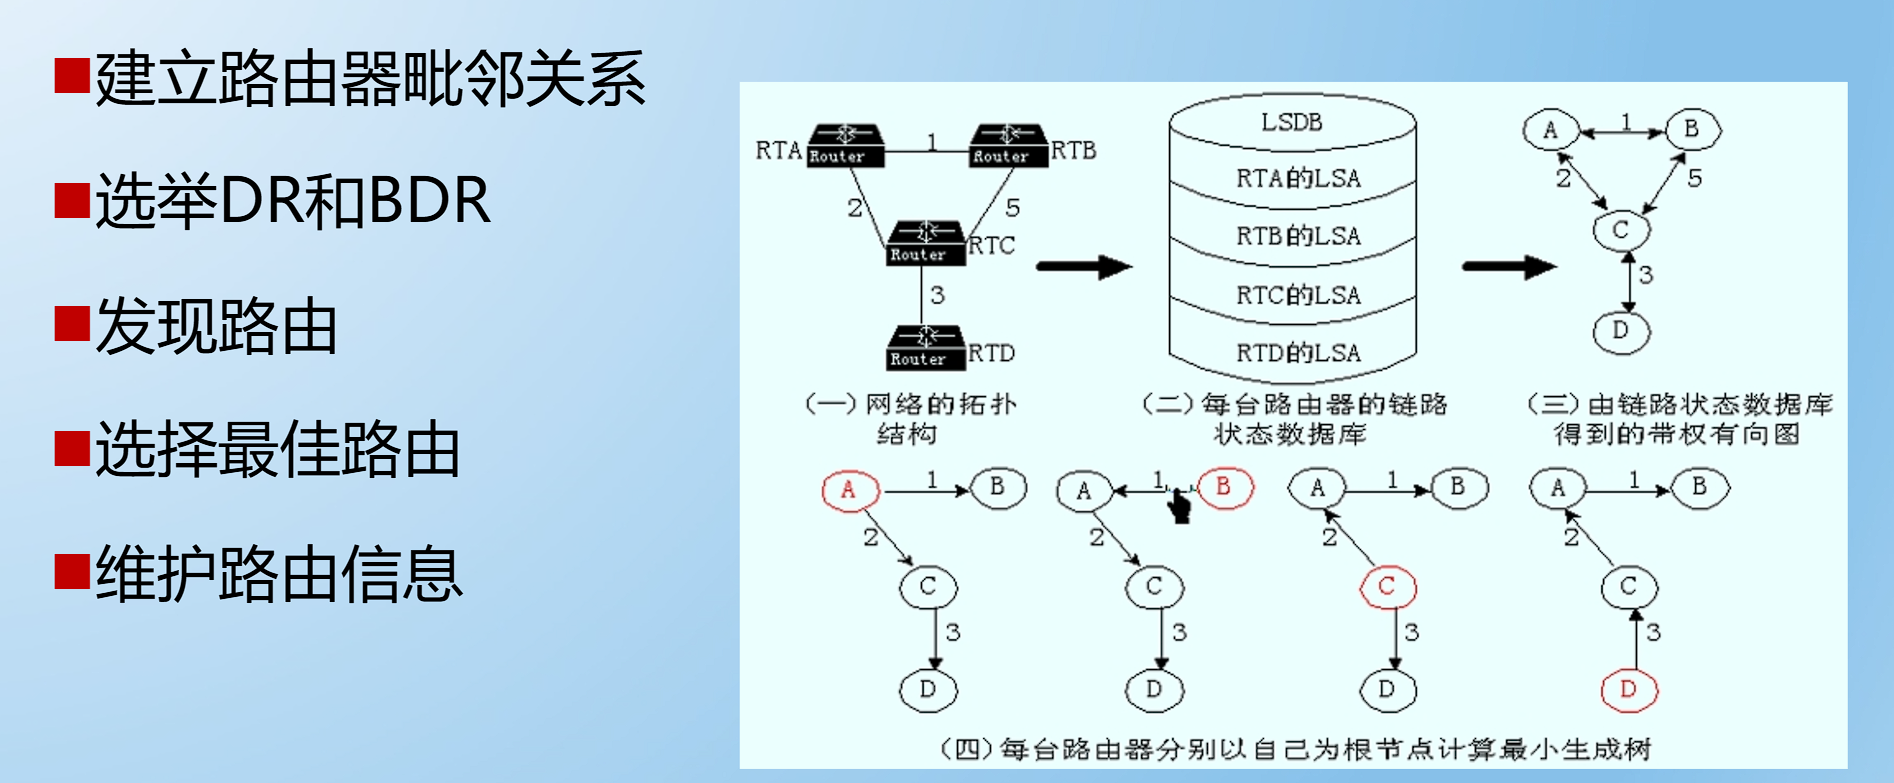 ■建立路由器毗邻关系
■选举DR和BDR
■发现路由
■选择最佳路由
■维护路由信息
RTA Router 1 Router RTB
2 5
Router RTC
3
Router RTD
(一)网络的拓扑
结构
LSDB
RTA的LSA
RTB的LSA
RTC的LSA
RTD的LSA
(二)每台路由器的链路
状态数据库
A 1 B
2 5
C
3
D
(三)由链路状态数据库
得到的带权有向图
A 1 B
2
C
3
D
A 1 B
2
C
3
D
A 1 B
2
C
3
D
A 1 B
2
C
3
D
(四)每台路由器分别以自己为根节点计算最小生成树